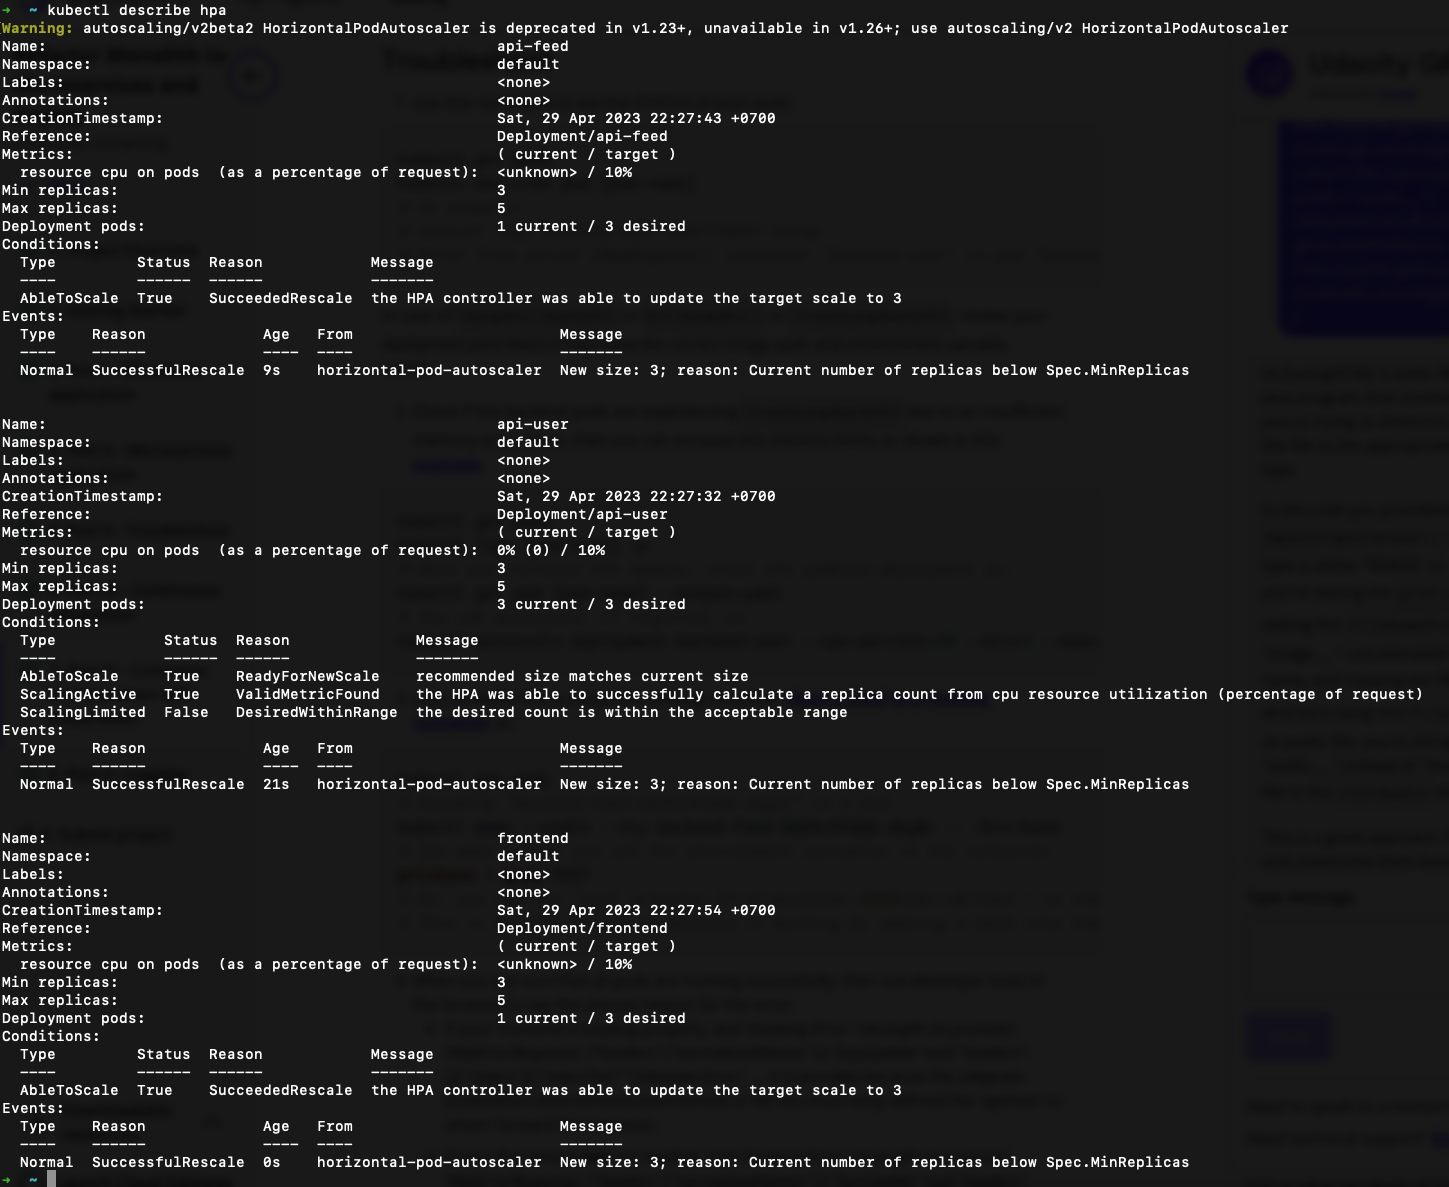 ➜  ~ kubectl describe hpa
Warning: autoscaling/v2beta2 HorizontalPodAutoscaler is deprecated in v1.23+, unavailable in v1.26+; use autoscaling/v2 HorizontalPodAutoscaler
Name:                                                  api-feed
Namespace:                                             default
Labels:                                                <none>
Annotations:                                           <none>
CreationTimestamp:                                     Sat, 29 Apr 2023 22:27:43 +0700
Reference:                                             Deployment/api-feed
Metrics:                                               ( current / target )
  resource cpu on pods  (as a percentage of request):  <unknown> / 10%
Min replicas:                                          3
Max replicas:                                          5
Deployment pods:                                       1 current / 3 desired
Conditions:
  Type         Status  Reason            Message
  ----         ------  ------            -------
  AbleToScale  True    SucceededRescale  the HPA controller was able to update the target scale to 3
Events:
  Type    Reason             Age   From                       Message
  ----    ------             ----  ----                       -------
  Normal  SuccessfulRescale  9s    horizontal-pod-autoscaler  New size: 3; reason: Current number of replicas below Spec.MinReplicas
Name:                                                  api-user
Namespace:                                             default
Labels:                                                <none>
Annotations:                                           <none>
CreationTimestamp:                                     Sat, 29 Apr 2023 22:27:32 +0700
Reference:                                             Deployment/api-user
Metrics:                                               ( current / target )
  resource cpu on pods  (as a percentage of request):  0% (0) / 10%
Min replicas:                                          3
Max replicas:                                          5
Deployment pods:                                       3 current / 3 desired
Conditions:
  Type            Status  Reason              Message
  ----            ------  ------              -------
  AbleToScale     True    ReadyForNewScale    recommended size matches current size
  ScalingActive   True    ValidMetricFound    the HPA was able to successfully calculate a replica count from cpu resource utilization (percentage of request)
  ScalingLimited  False   DesiredWithinRange  the desired count is within the acceptable range
Events:
  Type    Reason             Age   From                       Message
  ----    ------             ----  ----                       -------
  Normal  SuccessfulRescale  21s   horizontal-pod-autoscaler  New size: 3; reason: Current number of replicas below Spec.MinReplicas
Name:                                                  frontend
Namespace:                                             default
Labels:                                                <none>
Annotations:                                           <none>
CreationTimestamp:                                     Sat, 29 Apr 2023 22:27:54 +0700
Reference:                                             Deployment/frontend
Metrics:                                               ( current / target )
  resource cpu on pods  (as a percentage of request):  <unknown> / 10%
Min replicas:                                          3
Max replicas:                                          5
Deployment pods:                                       1 current / 3 desired
Conditions:
  Type         Status  Reason            Message
  ----         ------  ------            -------
  AbleToScale  True    SucceededRescale  the HPA controller was able to update the target scale to 3
Events:
  Type    Reason             Age   From                       Message
  ----    ------             ----  ----                       -------
  Normal  SuccessfulRescale  0s    horizontal-pod-autoscaler  New size: 3; reason: Current number of replicas below Spec.MinReplicas
➜  ~